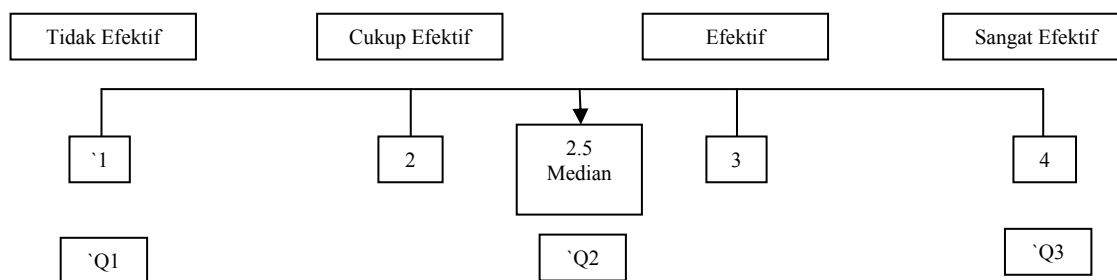 Tidak Efektif
Cukup Efektif
Efektif
Sangat Efektif
`1
2
2.5
Median
3
4
`Q1
`Q2
`Q3